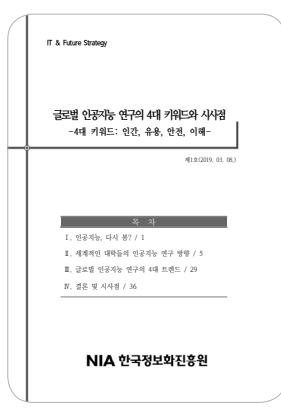 IT & Future Strategy
글로벌 인공지능 연구의 4대 키워드와 시사점
-4대 키워드: 인간, 유용, 안전, 이해-
제1호(2019. 03. 08.)
목 차
Ⅰ. 인공지능, 다시 봄? / 1
Ⅱ. 세계적인 대학들의 인공지능 연구 방향 / 5
Ⅲ. 글로벌 인공지능 연구의 4대 트렌드 / 29
Ⅳ. 결론 및 시사점 / 36
NIA 한국정보화진흥원